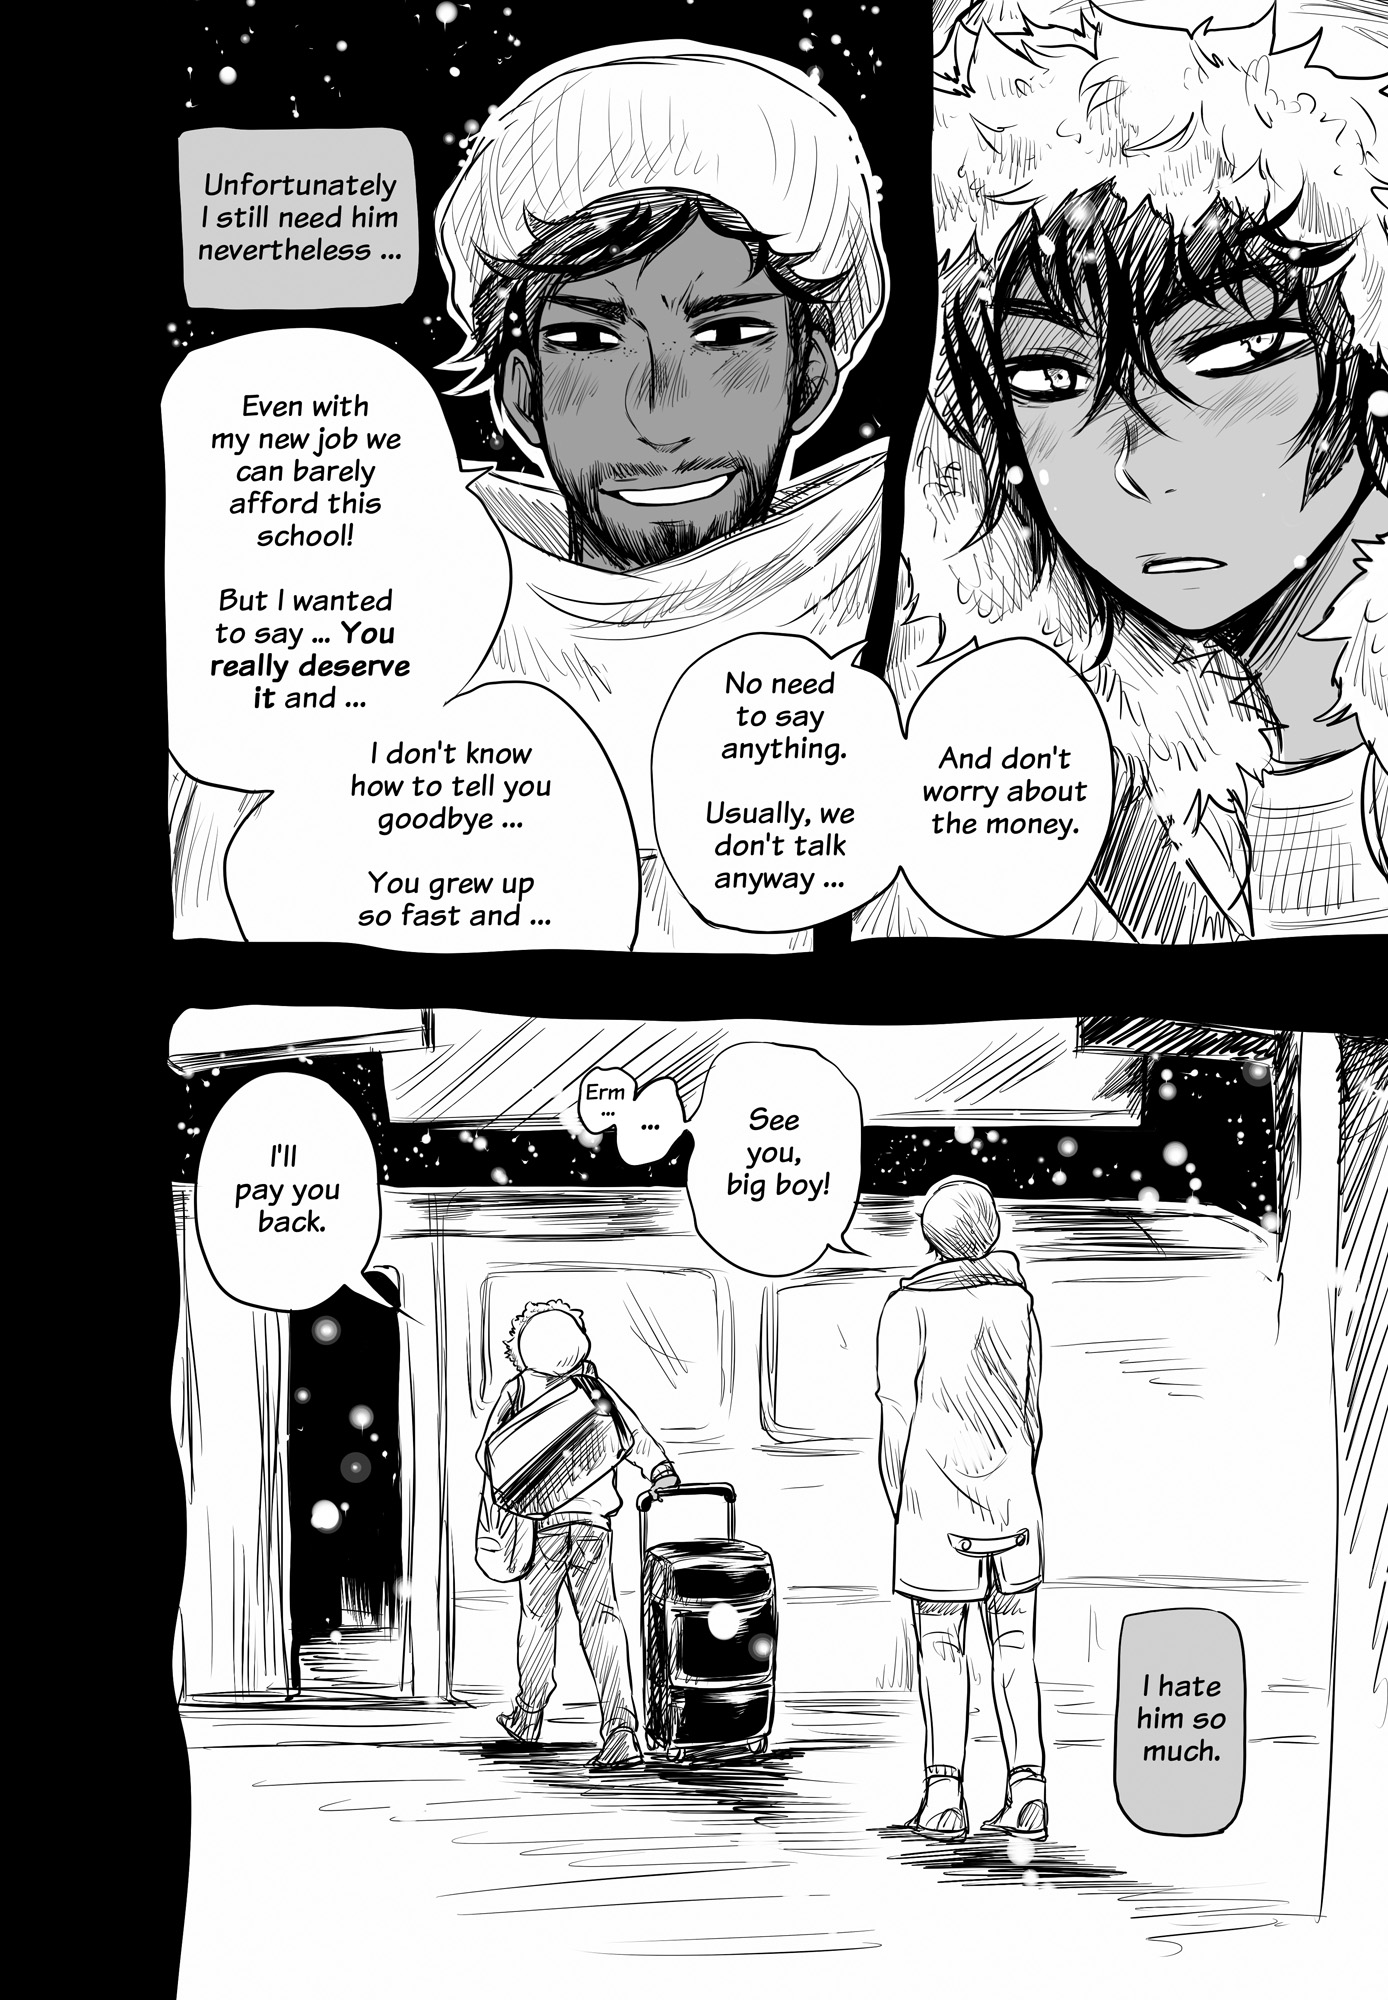 Unfortunately
I still need him
nevertheless ...
Even with
my new job we
can barely
afford this
school!
But I wanted
to say ... You
really deserve
it and ...
I don't know
how to tell you
goodbye ...
You grew up
so fast and ...
No need
to say
anything.
Usually, we
don't talk
anyway ...
And don't
worry about
the money.
I'll
pay you
back.
Erm
...
...
See
you,
big boy!
I hate
him so
much.